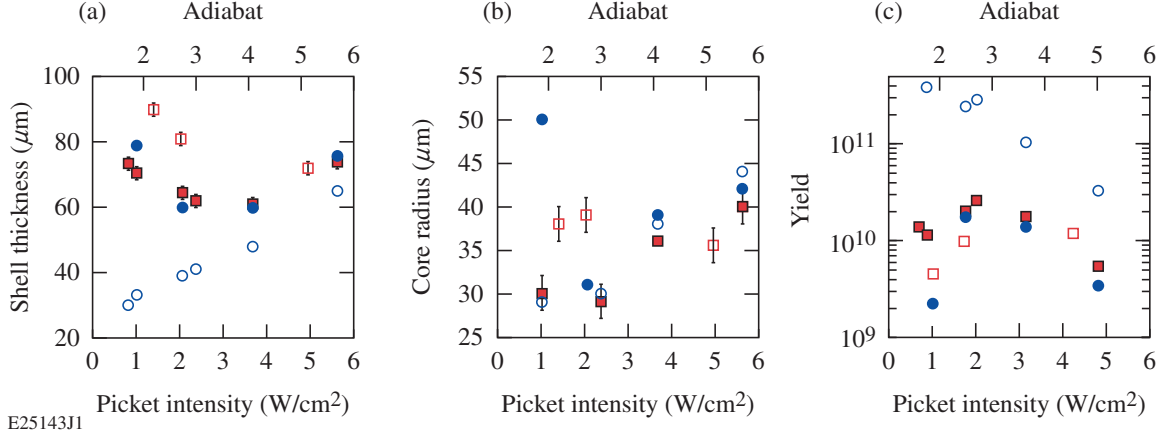 (a) Adiabat (b) Adiabat (c) Adiabat
2 3 4 5 6 2 3 4 5 6 2 3 4 5 6
Shell thickness (μm)
100
80
60
40
20
0 1 2 3 4 5 6
Picket intensity (W/cm²)
Core radius (μm)
55
50
45
40
35
30
25
0 1 2 3 4 5 6
Picket intensity (W/cm²)
Yield
10¹¹
10¹⁰
10⁹
0 1 2 3 4 5 6
Picket intensity (W/cm²)
E25143J1